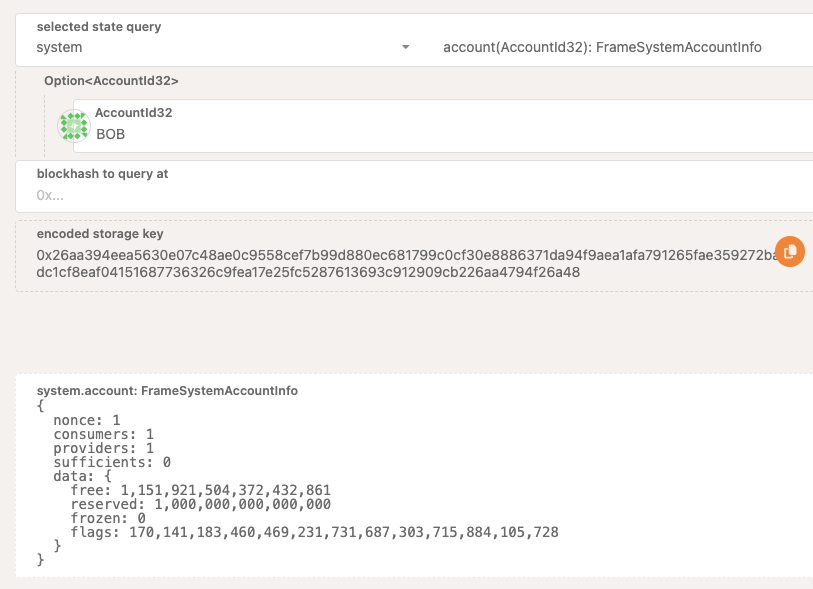 selected state query
system
account(AccountId32): FrameSystemAccountInfo
Option<AccountId32>
AccountId32
BOB
blockhash to query at
0x...
encoded storage key
0x26aa394eea5630e07c48ae0c9558cef7b99d880ec681799c0cf30e8886371da94f9aea1afa791265fae359272ba
dc1cf8eaf04151687736326c9fea17e25fc5287613693c912909cb226aa4794f26a48
system.account: FrameSystemAccountInfo
{
nonce: 1
consumers: 1
providers: 1
sufficients: 0
data: {
free: 1,151,921,504,372,432,861
reserved: 1,000,000,000,000,000
frozen: 0
flags: 170,141,183,460,469,231,731,687,303,715,884,105,728
}
}